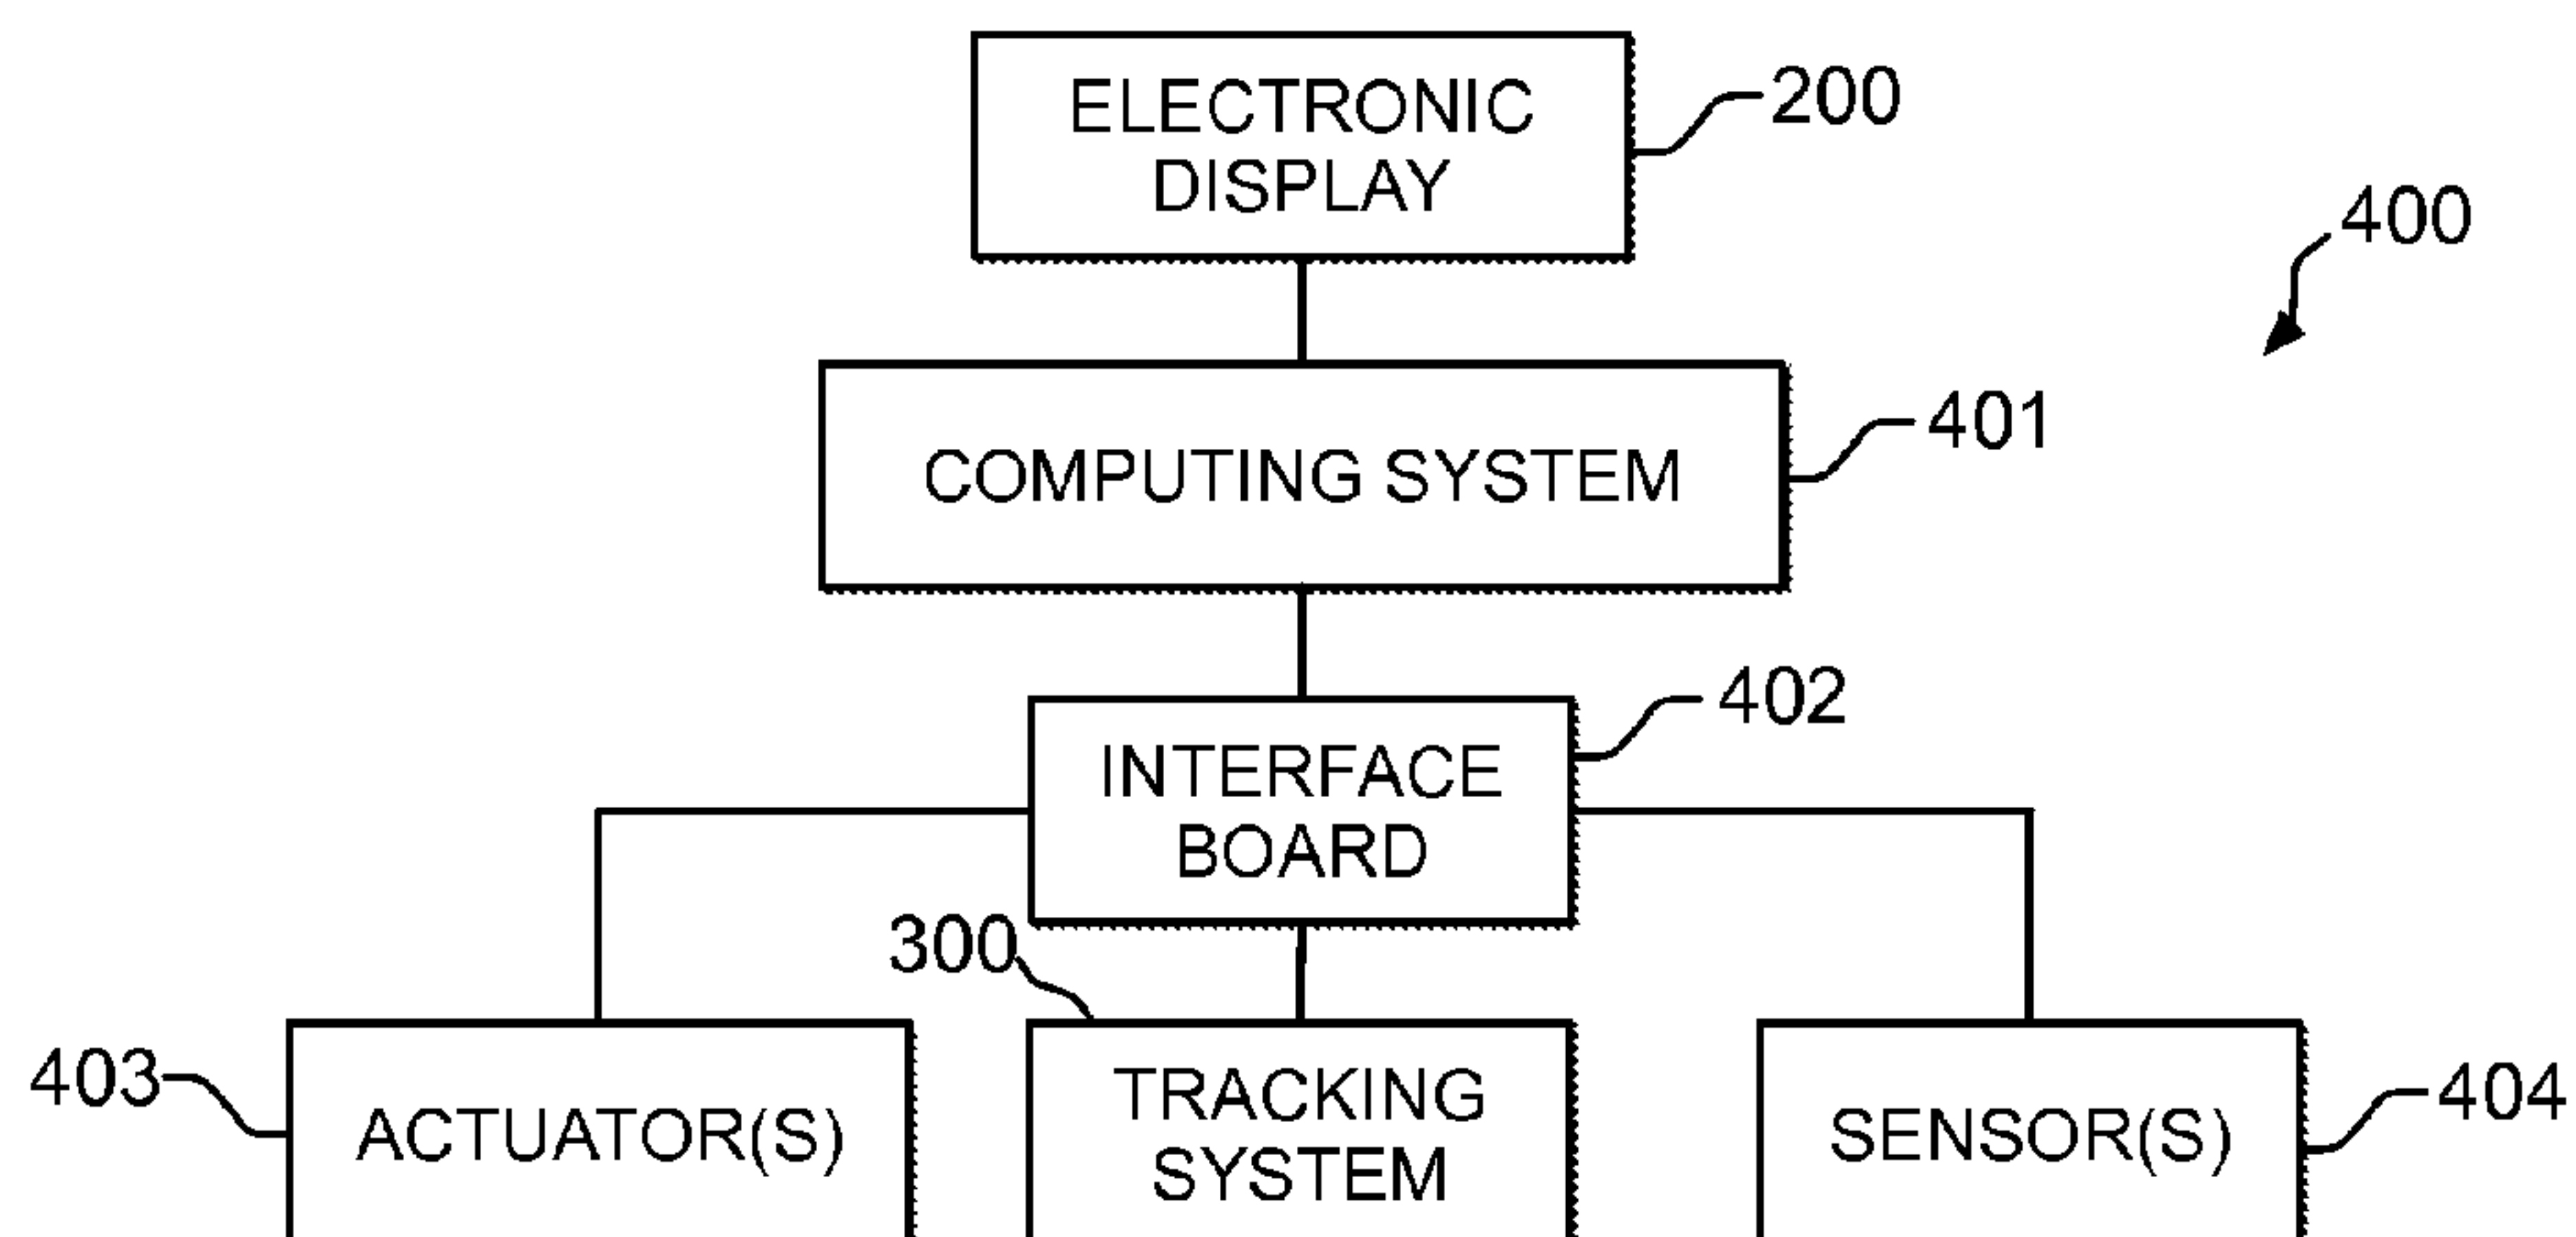 ELECTRONIC
DISPLAY
200
400
COMPUTING SYSTEM
401
402
INTERFACE
BOARD
300
403
ACTUATOR(S)
TRACKING
SYSTEM
SENSOR(S)
404